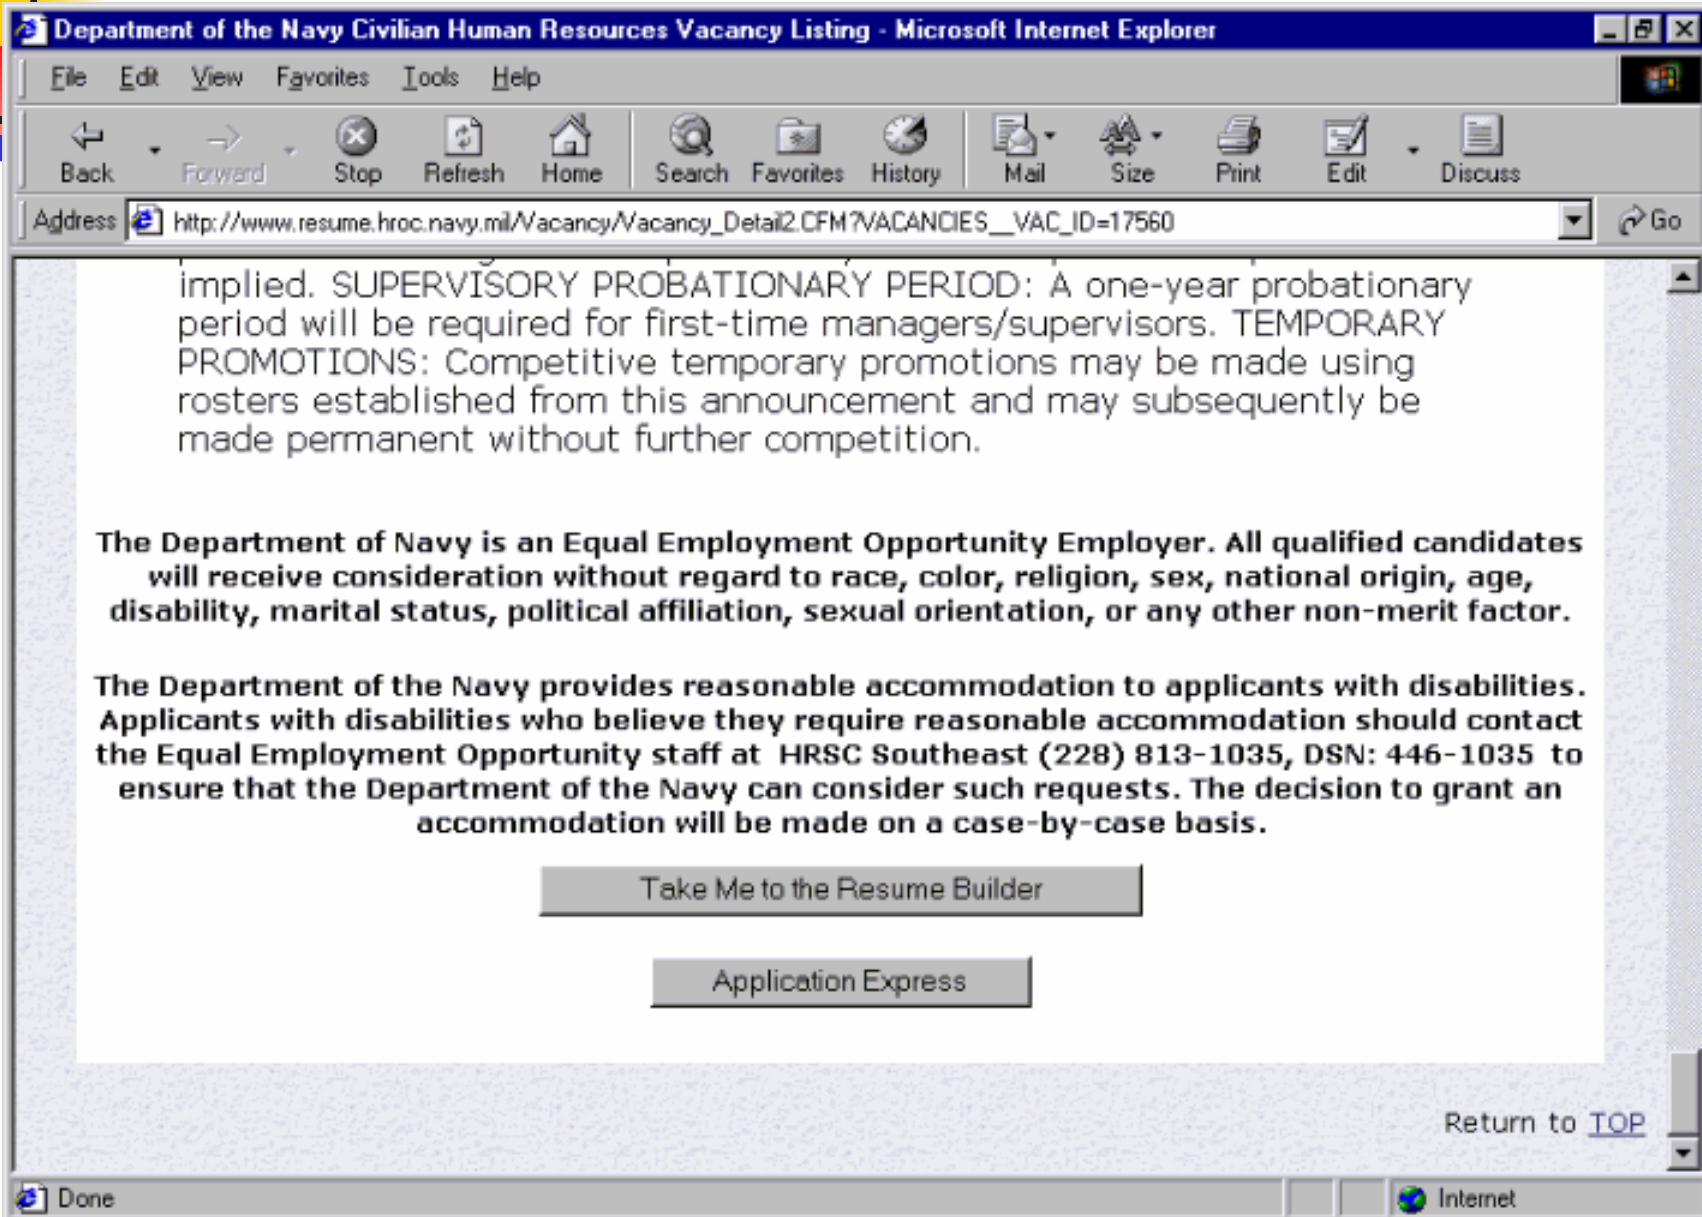 Department of the Navy Civilian Human Resources Vacancy Listing - Microsoft Internet Explorer
File Edit View Favorites Tools Help
Back Forward Stop Refresh Home Search Favorites History Mail Size Print Edit Discuss
Address http://www.resume.hroc.navy.mil/Vacancy/Vacancy_Detail2.CFM?VACANCIES__VAC_ID=17560 Go
implied. SUPERVISORY PROBATIONARY PERIOD: A one-year probationary
period will be required for first-time managers/supervisors. TEMPORARY
PROMOTIONS: Competitive temporary promotions may be made using
rosters established from this announcement and may subsequently be
made permanent without further competition.
The Department of Navy is an Equal Employment Opportunity Employer. All qualified candidates
will receive consideration without regard to race, color, religion, sex, national origin, age,
disability, marital status, political affiliation, sexual orientation, or any other non-merit factor.
The Department of the Navy provides reasonable accommodation to applicants with disabilities.
Applicants with disabilities who believe they require reasonable accommodation should contact
the Equal Employment Opportunity staff at HRSC Southeast (228) 813-1035, DSN: 446-1035 to
ensure that the Department of the Navy can consider such requests. The decision to grant an
accommodation will be made on a case-by-case basis.
Take Me to the Resume Builder
Application Express
Return to TOP
Done Internet